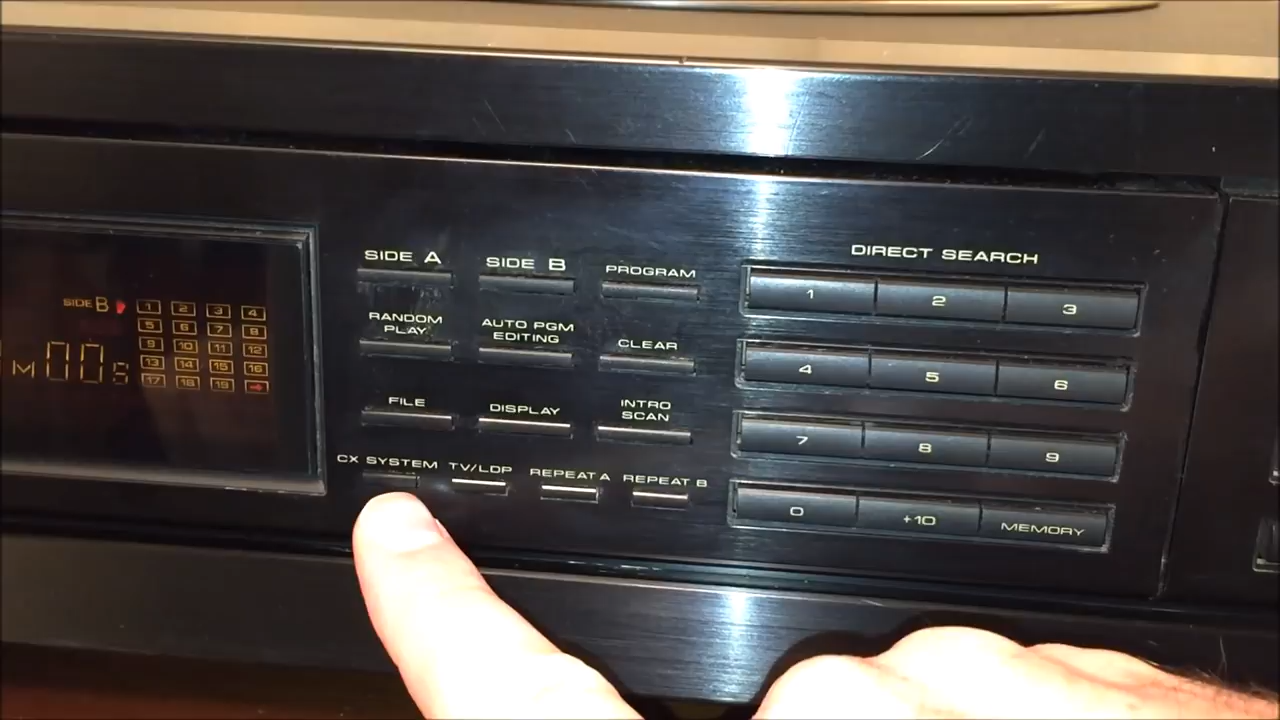 SIDE B
1 2 3 4
5 6 7 8
9 10 11 12
13 14 15 16
17 18 19
M00S
SIDE A
SIDE B
PROGRAM
RANDOM
PLAY
AUTO PGM
EDITING
CLEAR
FILE
DISPLAY
INTRO
SCAN
CX SYSTEM
TV/LDP
REPEAT A
REPEAT B
DIRECT SEARCH
1 2 3
4 5 6
7 8 9
0 +10 MEMORY